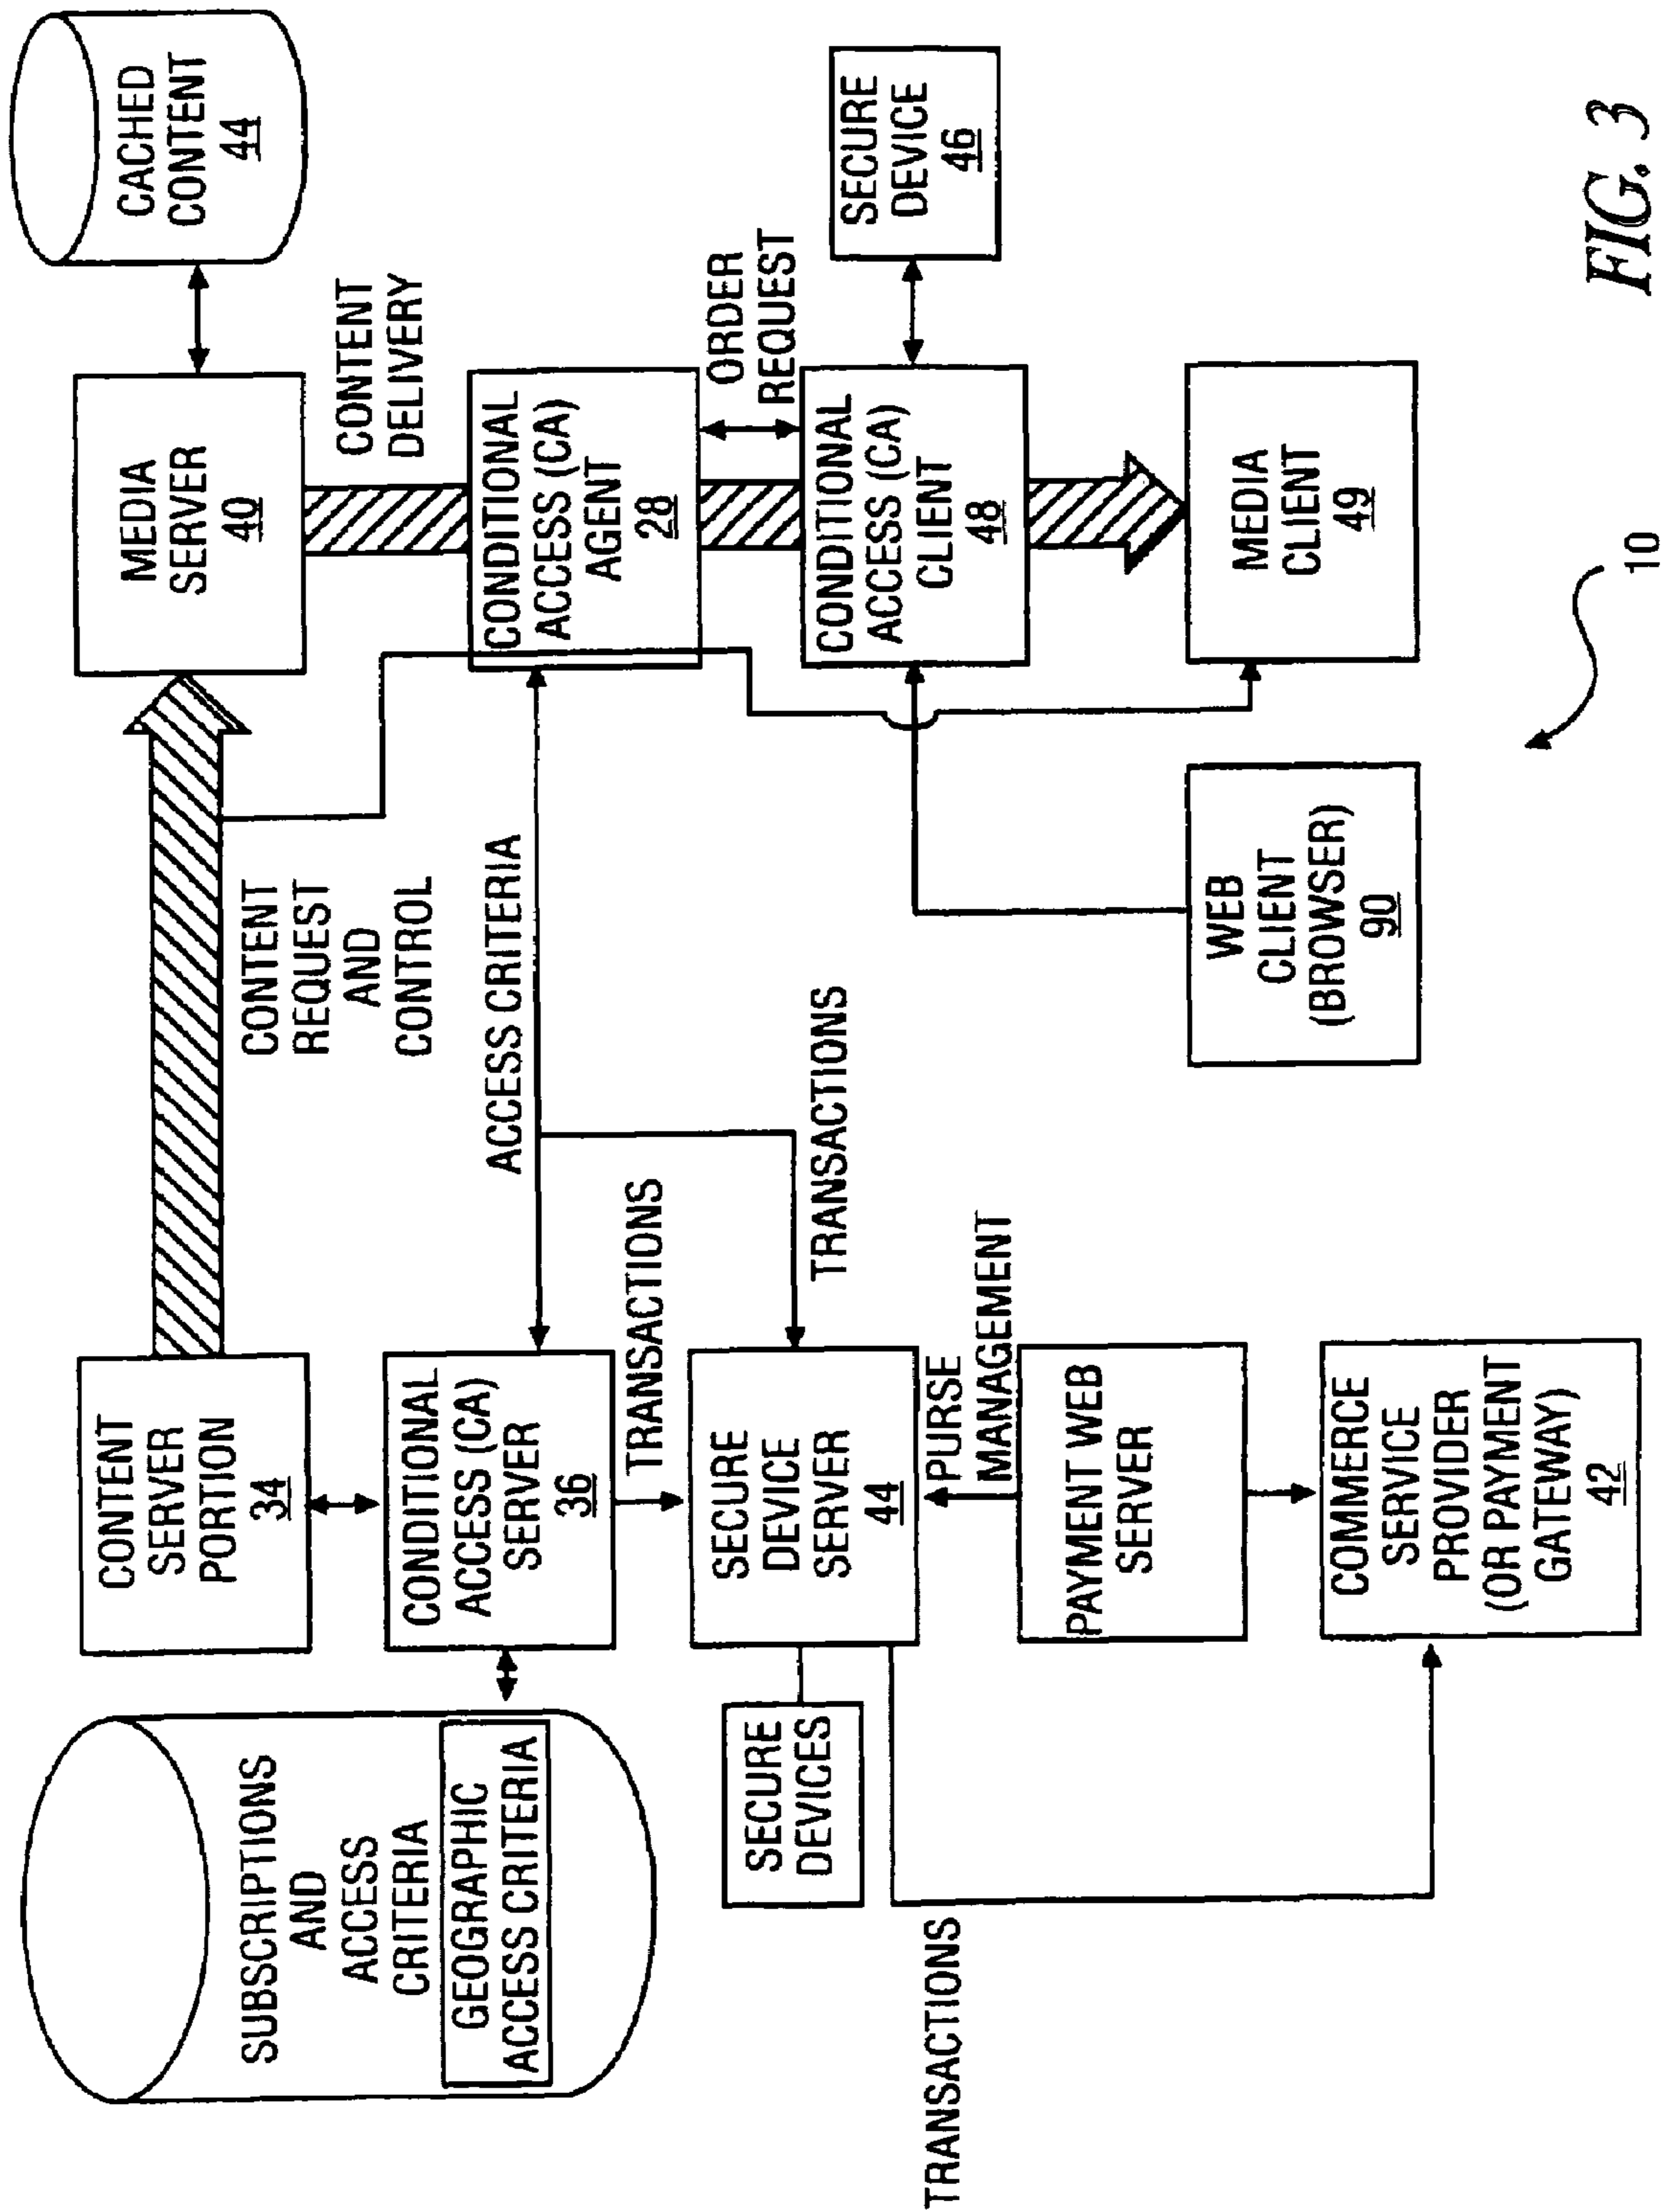 SUBSCRIPTIONS
AND
ACCESS
CRITERIA
GEOGRAPHIC
ACCESS CRITERIA
CONTENT
SERVER
PORTION
34
CONTENT
REQUEST
AND
CONTROL
MEDIA
SERVER
40
CACHED
CONTENT
44
CONTENT
DELIVERY
CONDITIONAL
ACCESS (CA)
SERVER
36
ACCESS CRITERIA
CONDITIONAL
ACCESS (CA)
AGENT
28
TRANSACTIONS
TRANSACTIONS
ORDER
REQUEST
SECURE
DEVICES
SECURE
DEVICE
SERVER
44
CONDITIONAL
ACCESS (CA)
CLIENT
48
SECURE
DEVICE
46
TRANSACTIONS
PURSE
MANAGEMENT
PAYMENT WEB
SERVER
WEB
CLIENT
(BROWSER)
90
MEDIA
CLIENT
49
COMMERCE
SERVICE
PROVIDER
(OR PAYMENT
GATEWAY)
42
10
FIG. 3